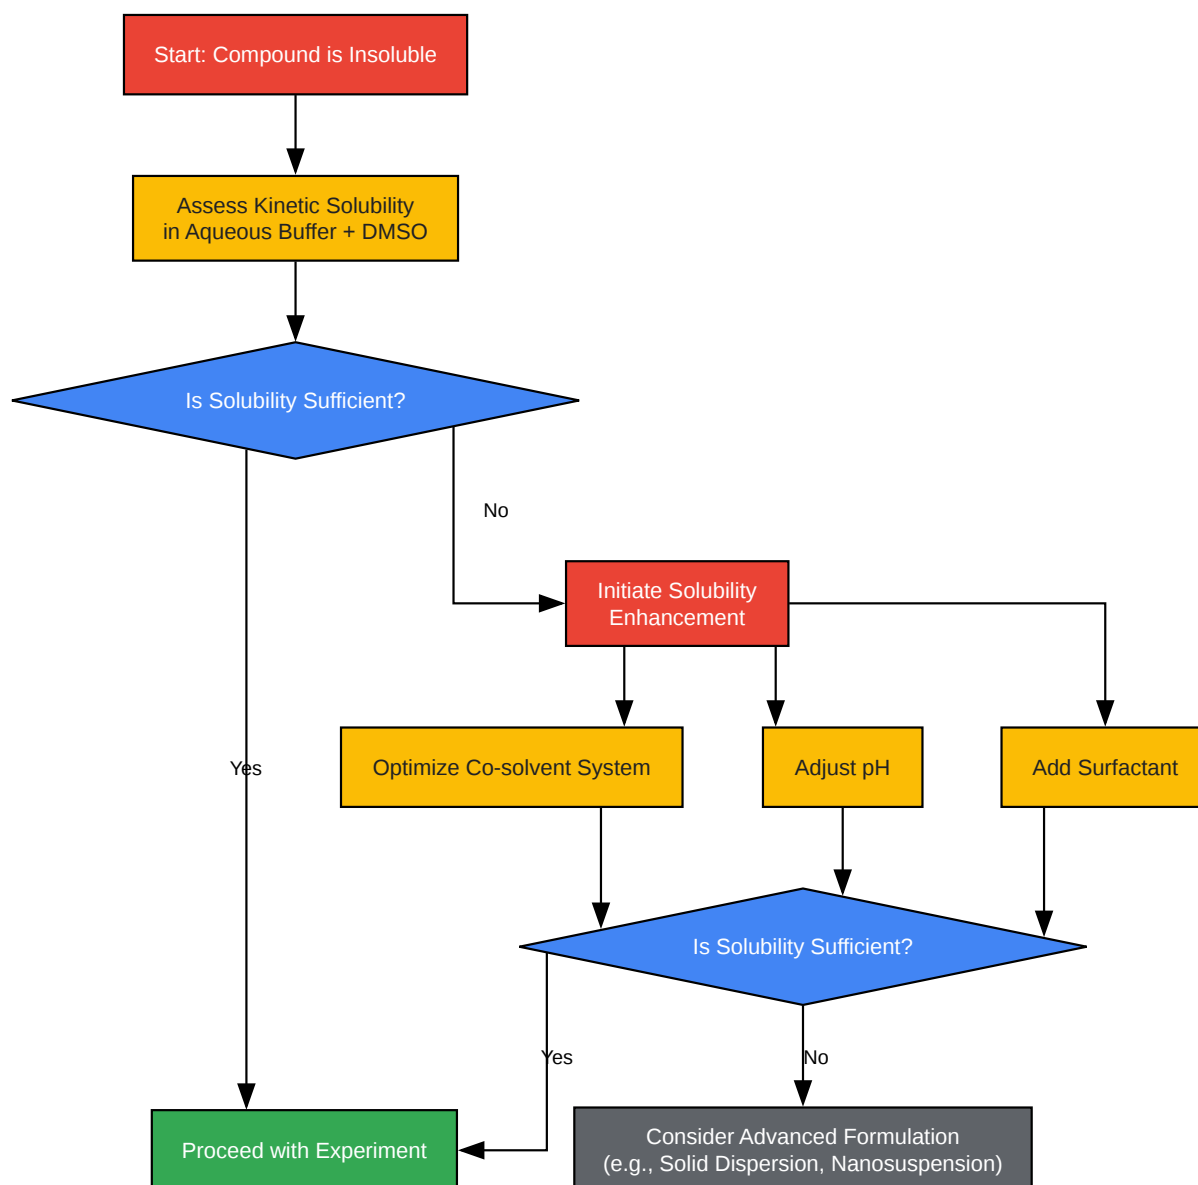 Start: Compound is Insoluble
Assess Kinetic Solubility
in Aqueous Buffer + DMSO
Is Solubility Sufficient?
No
Initiate Solubility
Enhancement
Yes
Optimize Co-solvent System
Adjust pH
Add Surfactant
Is Solubility Sufficient?
Yes
No
Proceed with Experiment
Consider Advanced Formulation
(e.g., Solid Dispersion, Nanosuspension)